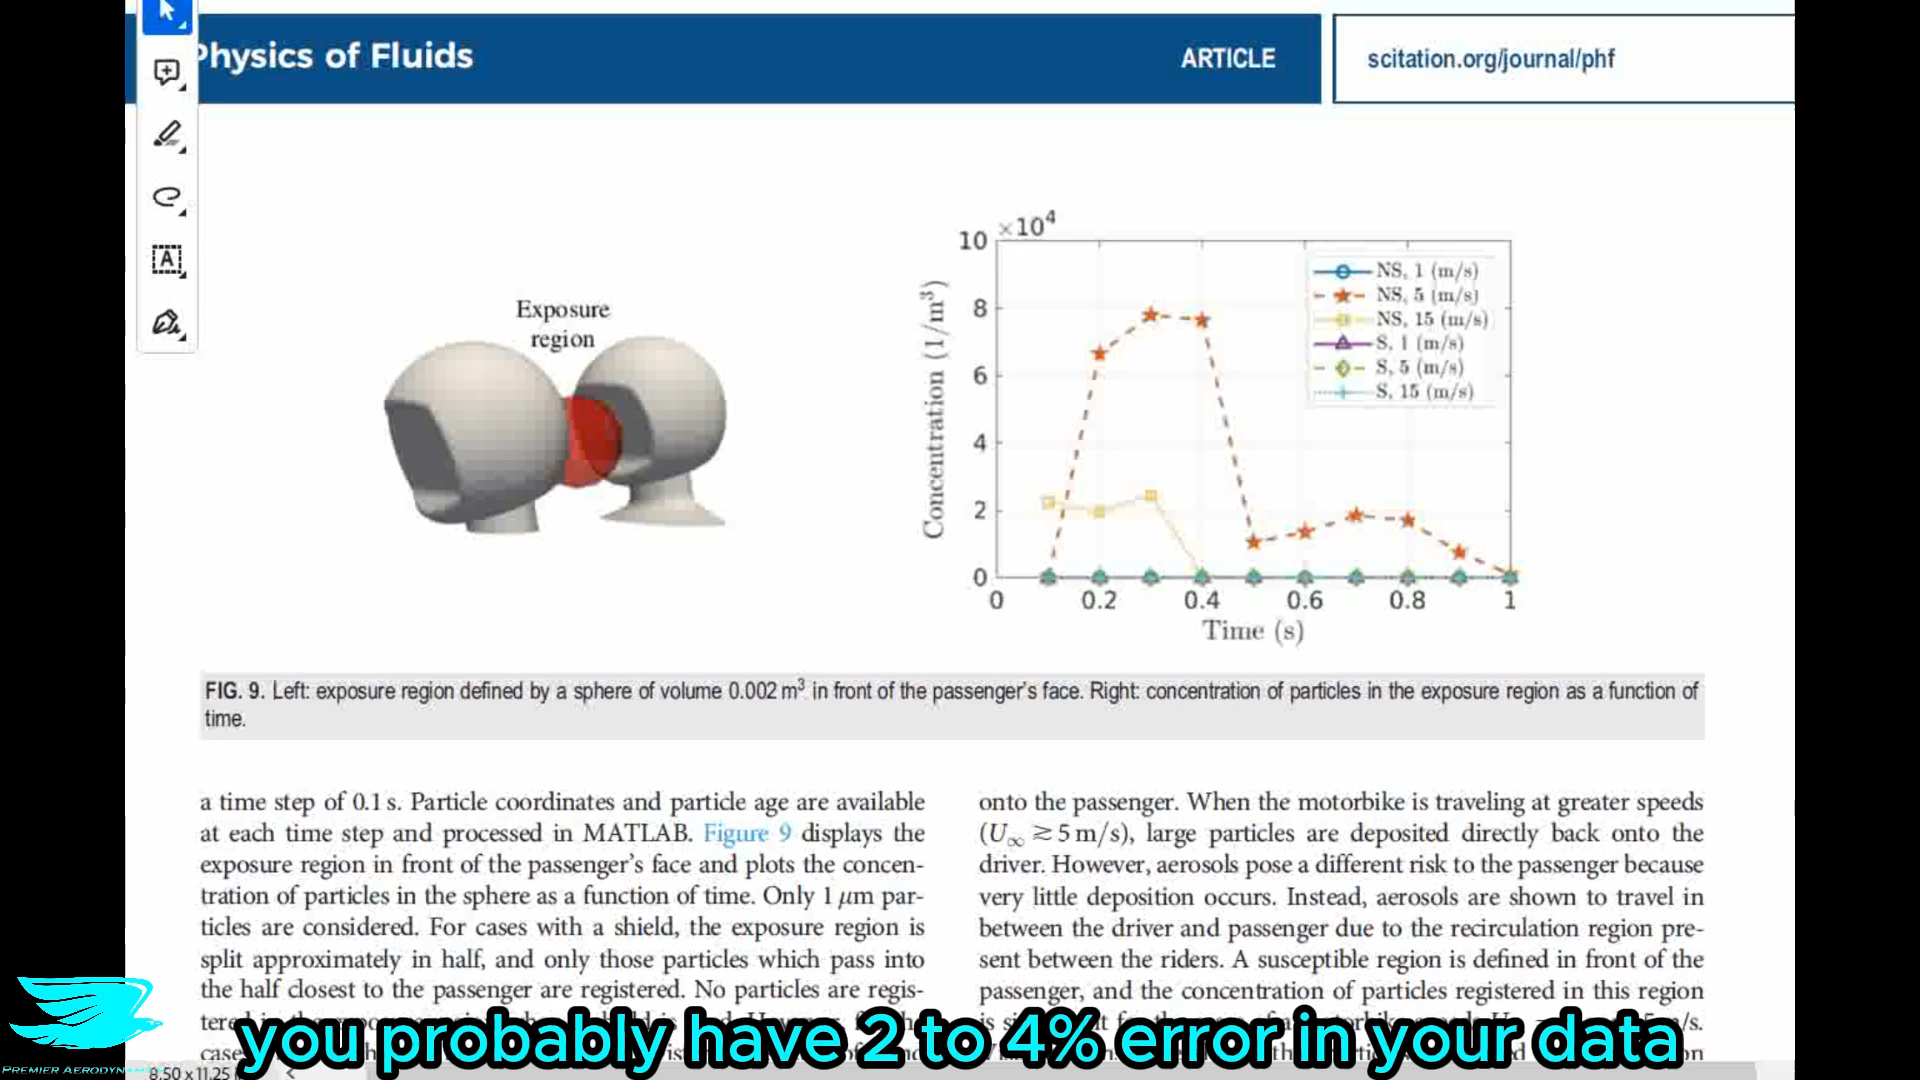 Physics of Fluids
ARTICLE
scitation.org/journal/phf
Exposure
region
×10⁴
10
8
6
4
2
0
Concentration (1/m³)
0 0.2 0.4 0.6 0.8 1
Time (s)
NS, 1 (m/s)
NS, 5 (m/s)
NS, 15 (m/s)
S, 1 (m/s)
S, 5 (m/s)
S, 15 (m/s)
FIG. 9. Left: exposure region defined by a sphere of volume 0.002 m³ in front of the passenger's face. Right: concentration of particles in the exposure region as a function of
time.
a time step of 0.1 s. Particle coordinates and particle age are available
at each time step and processed in MATLAB. Figure 9 displays the
exposure region in front of the passenger's face and plots the concen-
tration of particles in the sphere as a function of time. Only 1 μm par-
ticles are considered. For cases with a shield, the exposure region is
split approximately in half, and only those particles which pass into
the half closest to the passenger are registered. No particles are regis-
onto the passenger. When the motorbike is traveling at greater speeds
(U∞ ≳ 5 m/s), large particles are deposited directly back onto the
driver. However, aerosols pose a different risk to the passenger because
very little deposition occurs. Instead, aerosols are shown to travel in
between the driver and passenger due to the recirculation region pre-
sent between the riders. A susceptible region is defined in front of the
passenger, and the concentration of particles registered in this region
you probably have 2 to 4% error in your data
8.50 x 11.25